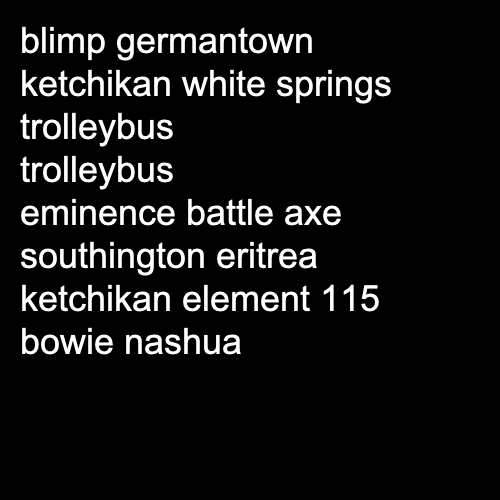 blimp germantown
ketchikan white springs
trolleybus
trolleybus
eminence battle axe
southington eritrea
ketchikan element 115
bowie nashua